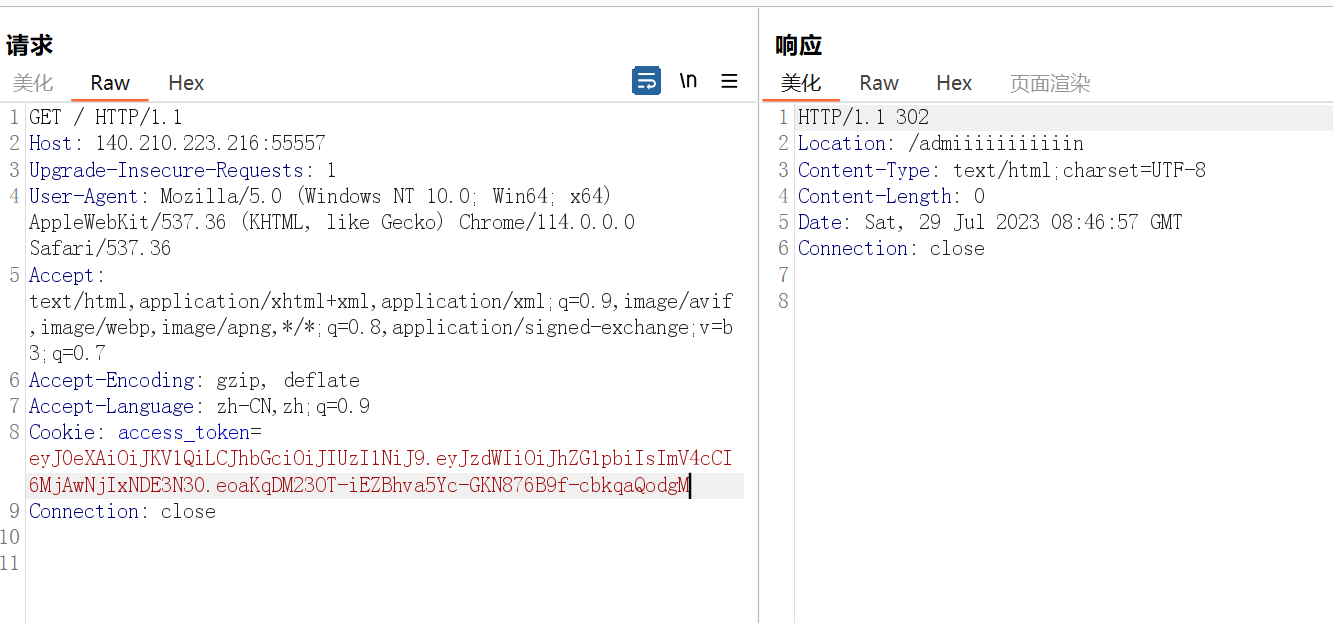 请求
美化 Raw Hex \n
1 GET / HTTP/1.1
2 Host: 140.210.223.216:55557
3 Upgrade-Insecure-Requests: 1
4 User-Agent: Mozilla/5.0 (Windows NT 10.0; Win64; x64)
AppleWebKit/537.36 (KHTML, like Gecko) Chrome/114.0.0.0
Safari/537.36
5 Accept:
text/html,application/xhtml+xml,application/xml;q=0.9,image/avif
,image/webp,image/apng,*/*;q=0.8,application/signed-exchange;v=b
3;q=0.7
6 Accept-Encoding: gzip, deflate
7 Accept-Language: zh-CN,zh;q=0.9
8 Cookie: access_token=
eyJ0eXAiOiJKV1QiLCJhbGciOiJIUzI1NiJ9.eyJzdWIiOiJhZG1pbiIsImV4cCI
6MjAwNjIxNDE3N30.eoaKqDM23OT-iEZBhva5Yc-GKN876B9f-cbkqaQodgM
9 Connection: close
10
11
响应
美化 Raw Hex 页面渲染
1 HTTP/1.1 302
2 Location: /admiiiiiiiiiiin
3 Content-Type: text/html;charset=UTF-8
4 Content-Length: 0
5 Date: Sat, 29 Jul 2023 08:46:57 GMT
6 Connection: close
7
8